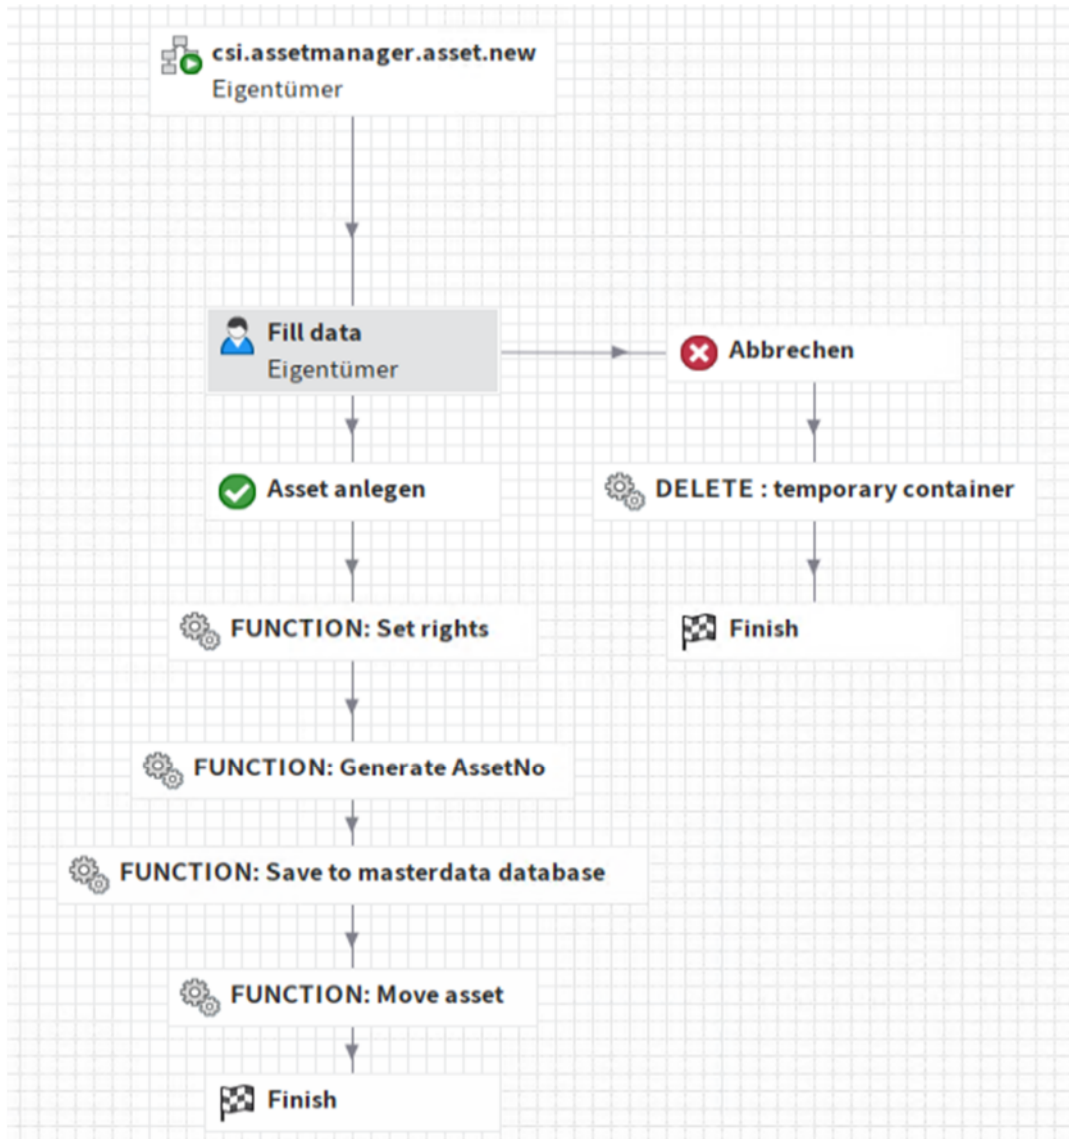 csi.assetmanager.asset.new
Eigentümer
Fill data
Eigentümer
Abbrechen
Asset anlegen
DELETE : temporary container
FUNCTION: Set rights
Finish
FUNCTION: Generate AssetNo
FUNCTION: Save to masterdata database
FUNCTION: Move asset
Finish